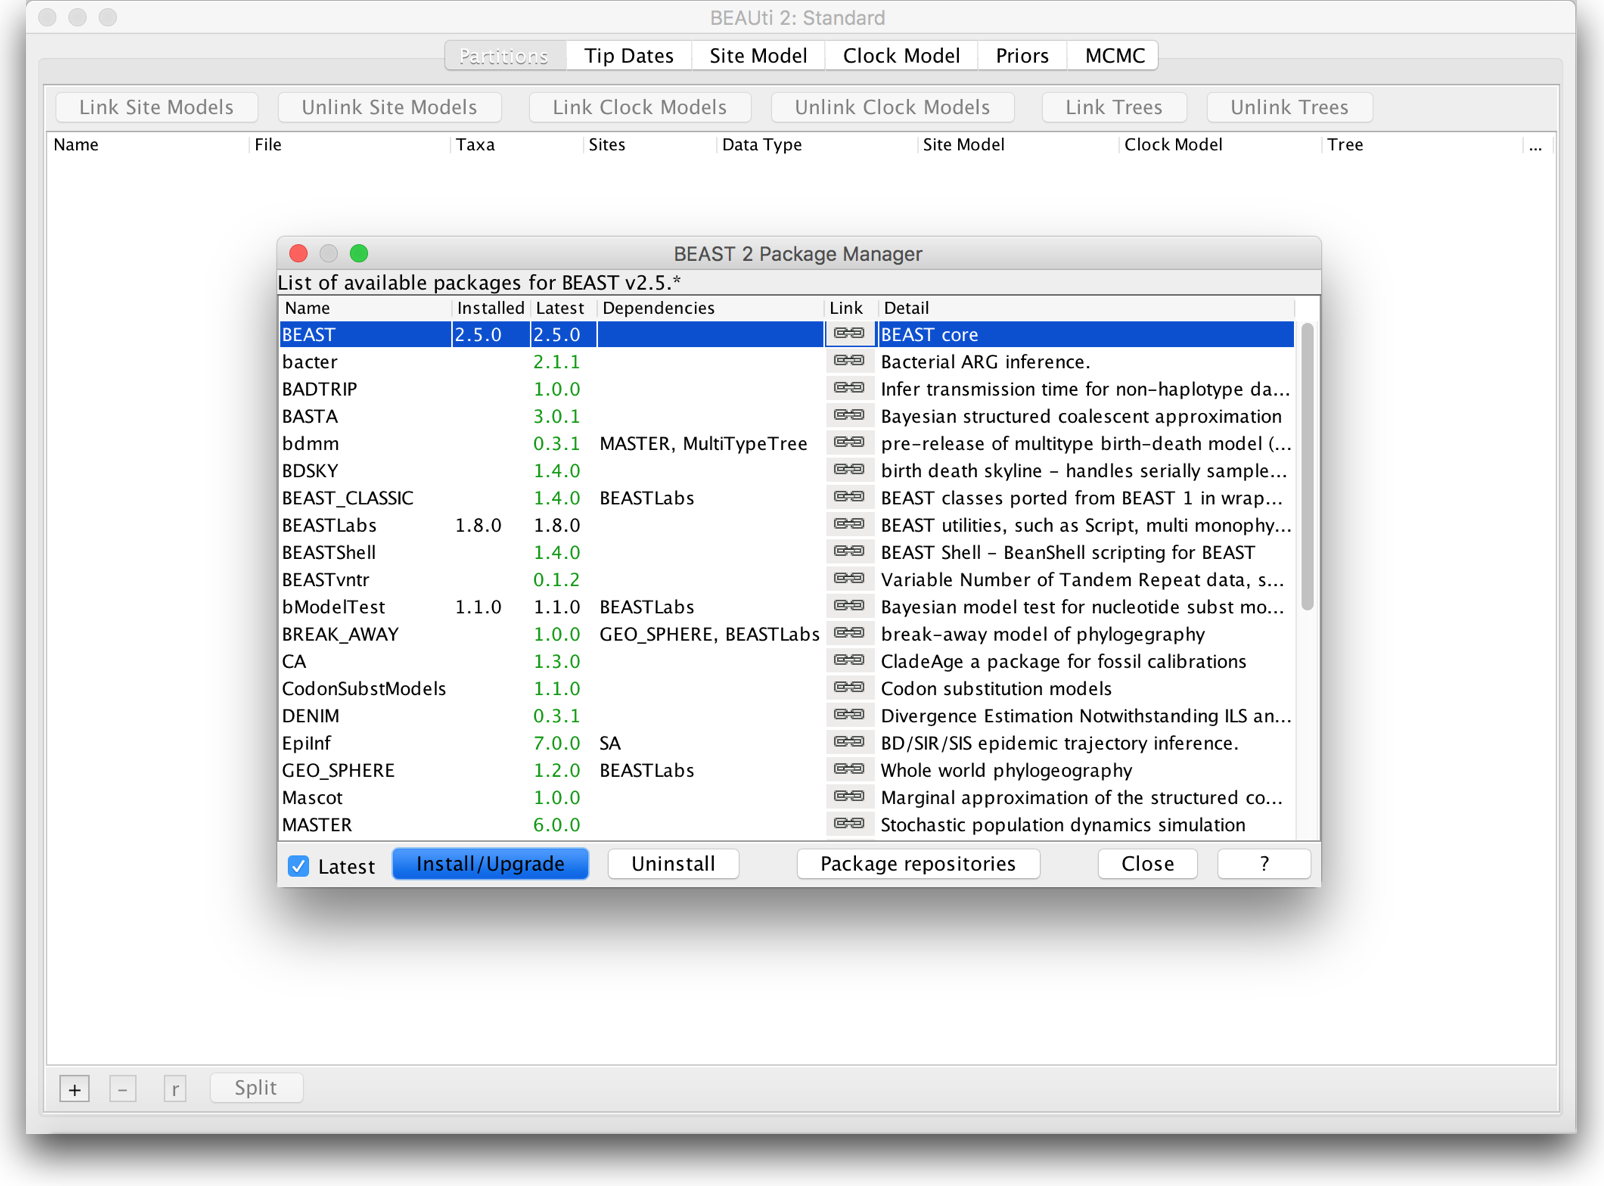 BEAUti 2: Standard
Partitions Tip Dates Site Model Clock Model Priors MCMC
Link Site Models Unlink Site Models Link Clock Models Unlink Clock Models Link Trees Unlink Trees
Name File Taxa Sites Data Type Site Model Clock Model Tree ...
BEAST 2 Package Manager
List of available packages for BEAST v2.5.*
Name Installed Latest Dependencies Link Detail
BEAST 2.5.0 2.5.0 BEAST core
bacter 2.1.1 Bacterial ARG inference.
BADTRIP 1.0.0 Infer transmission time for non-haplotype da...
BASTA 3.0.1 Bayesian structured coalescent approximation
bdmm 0.3.1 MASTER, MultiTypeTree pre-release of multitype birth-death model (...
BDSKY 1.4.0 birth death skyline - handles serially sample...
BEAST_CLASSIC 1.4.0 BEASTLabs BEAST classes ported from BEAST 1 in wrap...
BEASTLabs 1.8.0 1.8.0 BEAST utilities, such as Script, multi monophy...
BEASTShell 1.4.0 BEAST Shell - BeanShell scripting for BEAST
BEASTvntr 0.1.2 Variable Number of Tandem Repeat data, s...
bModelTest 1.1.0 1.1.0 BEASTLabs Bayesian model test for nucleotide subst mo...
BREAK_AWAY 1.0.0 GEO_SPHERE, BEASTLabs break-away model of phylogegraphy
CA 1.3.0 CladeAge a package for fossil calibrations
CodonSubstModels 1.1.0 Codon substitution models
DENIM 0.3.1 Divergence Estimation Notwithstanding ILS an...
EpiInf 7.0.0 SA BD/SIR/SIS epidemic trajectory inference.
GEO_SPHERE 1.2.0 BEASTLabs Whole world phylogeography
Mascot 1.0.0 Marginal approximation of the structured co...
MASTER 6.0.0 Stochastic population dynamics simulation
Latest Install/Upgrade Uninstall Package repositories Close ?
+ - r Split